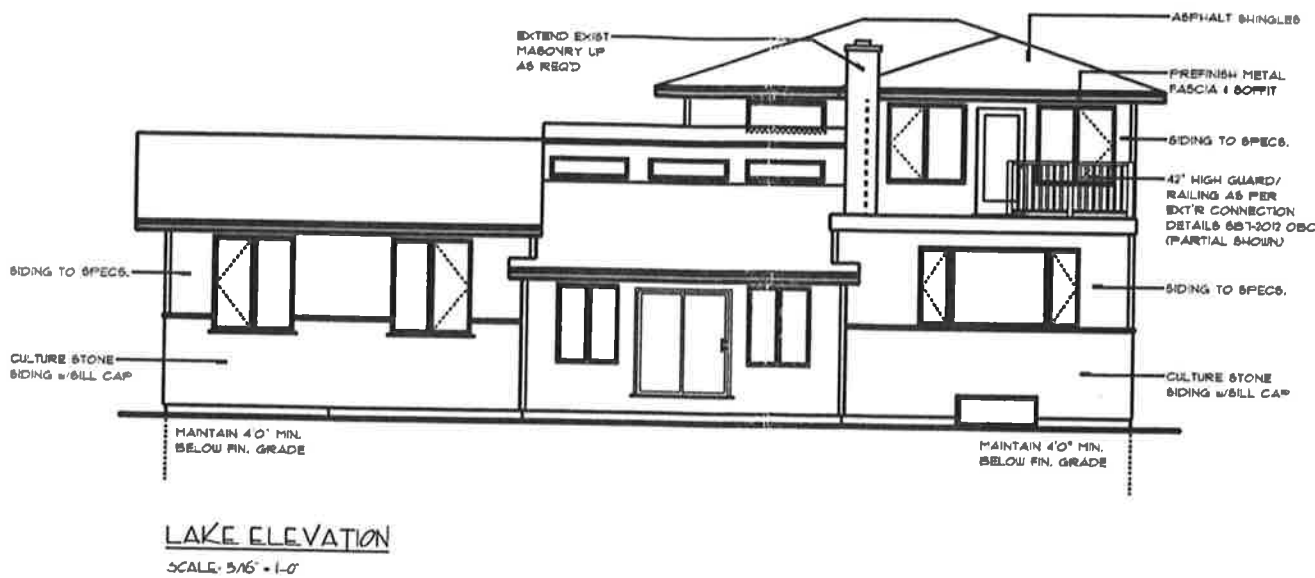 ASPHALT SHINGLES
EXTEND EXIST
MASONRY UP
AS REQ'D
PREFINISH METAL
FASCIA & SOFFIT
SIDING TO SPECS.
42" HIGH GUARD/
RAILING AS PER
EXT'R CONNECTION
DETAILS SB7-2012 OBC
(PARTIAL SHOWN)
SIDING TO SPECS.
SIDING TO SPECS.
CULTURE STONE
SIDING w/SILL CAP
CULTURE STONE
SIDING w/SILL CAP
MAINTAIN 4'0" MIN.
BELOW FIN. GRADE
MAINTAIN 4'0" MIN.
BELOW FIN. GRADE
LAKE ELEVATION
SCALE: 3/16" = 1'-0"